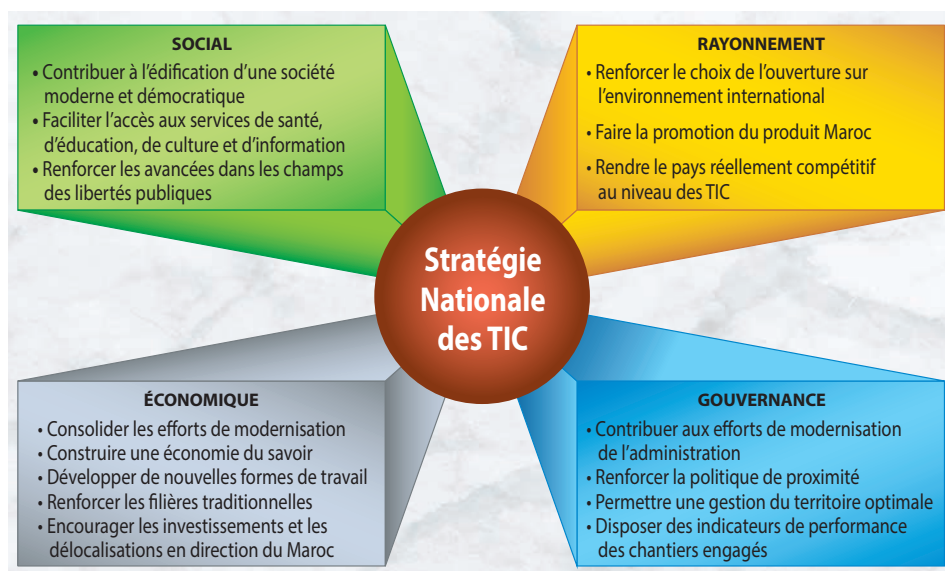 SOCIAL
• Contribuer à l'édification d'une société
moderne et démocratique
• Faciliter l'accès aux services de santé,
d'éducation, de culture et d'information
• Renforcer les avancées dans les champs
des libertés publiques
RAYONNEMENT
• Renforcer le choix de l'ouverture sur
l'environnement international
• Faire la promotion du produit Maroc
• Rendre le pays réellement compétitif
au niveau des TIC
Stratégie
Nationale
des TIC
ÉCONOMIQUE
• Consolider les efforts de modernisation
• Construire une économie du savoir
• Développer de nouvelles formes de travail
• Renforcer les filières traditionnelles
• Encourager les investissements et les
délocalisations en direction du Maroc
GOUVERNANCE
• Contribuer aux efforts de modernisation
de l'administration
• Renforcer la politique de proximité
• Permettre une gestion du territoire optimale
• Disposer des indicateurs de performance
des chantiers engagés